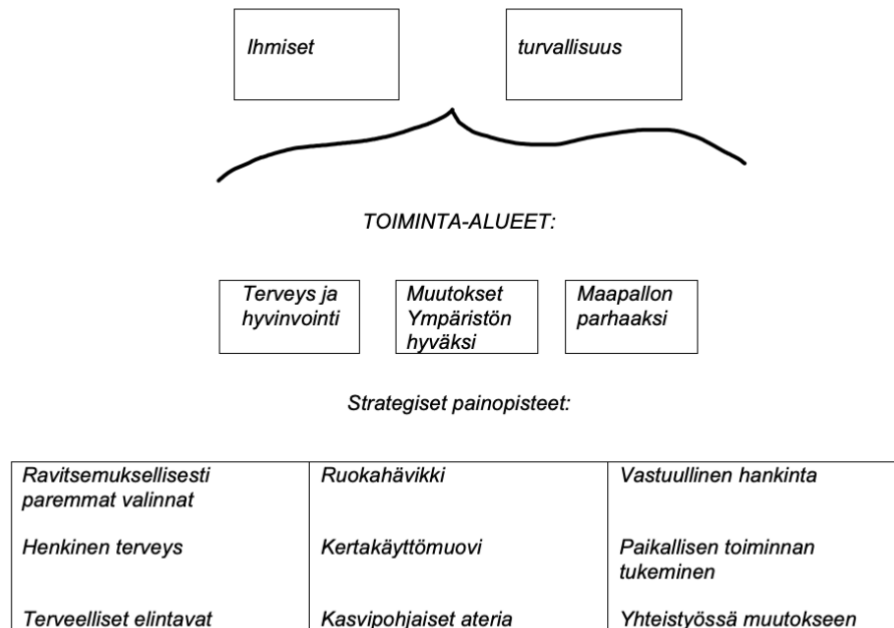 Ihmiset
turvallisuus
TOIMINTA-ALUEET:
Terveys ja
hyvinvointi
Muutokset
Ympäristön
hyväksi
Maapallon
parhaaksi
Strategiset painopisteet:
Ravitsemuksellisesti
paremmat valinnat
Ruokahävikki
Vastuullinen hankinta
Henkinen terveys
Kertakäyttömuovi
Paikallisen toiminnan
tukeminen
Terveelliset elintavat
Kasvipohjaiset ateria
Yhteistyössä muutokseen